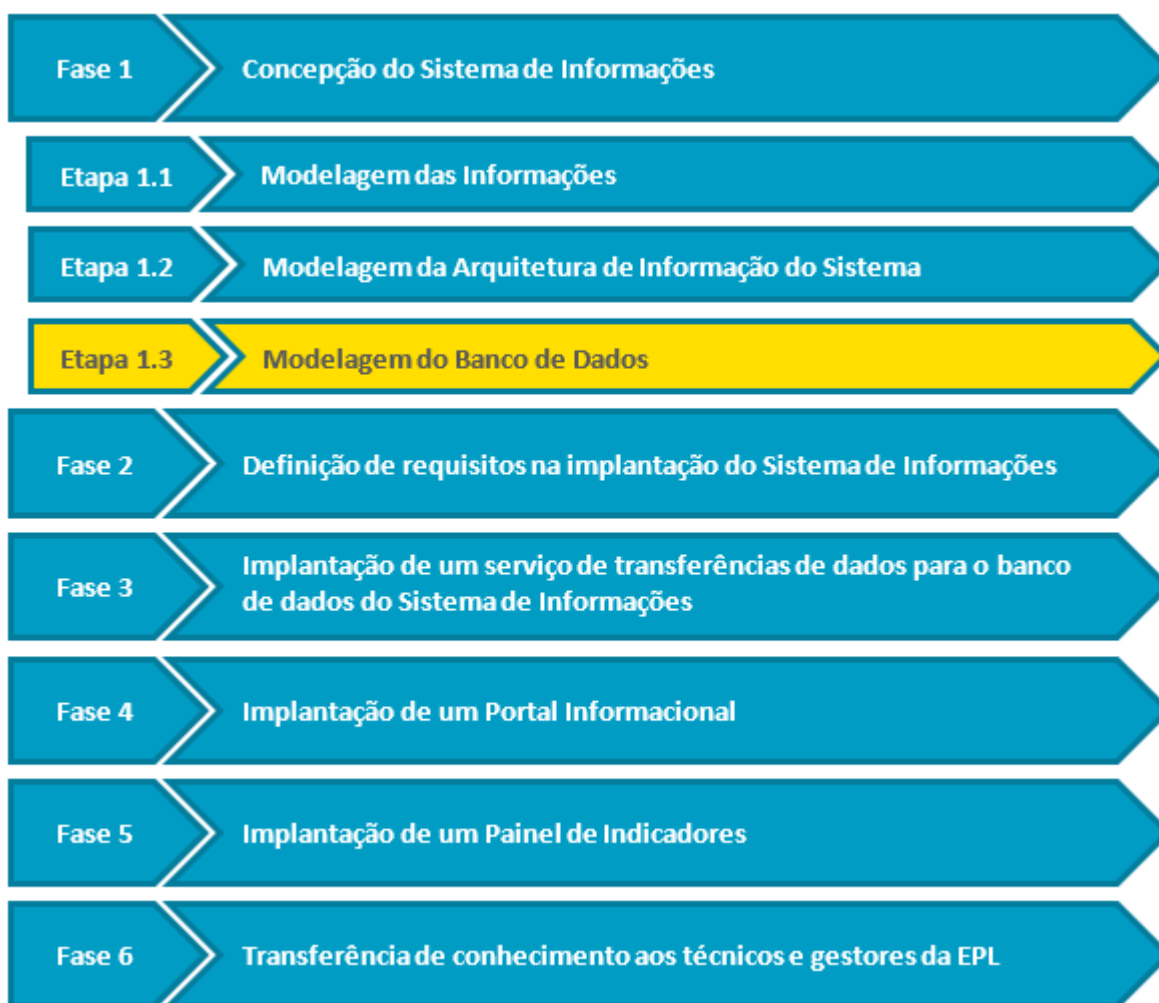 Fase 1
Concepção do Sistema de Informações
Etapa 1.1
Modelagem das Informações
Etapa 1.2
Modelagem da Arquitetura de Informação do Sistema
Etapa 1.3
Modelagem do Banco de Dados
Fase 2
Definição de requisitos na implantação do Sistema de Informações
Fase 3
Implantação de um serviço de transferências de dados para o banco
de dados do Sistema de Informações
Fase 4
Implantação de um Portal Informacional
Fase 5
Implantação de um Painel de Indicadores
Fase 6
Transferência de conhecimento aos técnicos e gestores da EPL